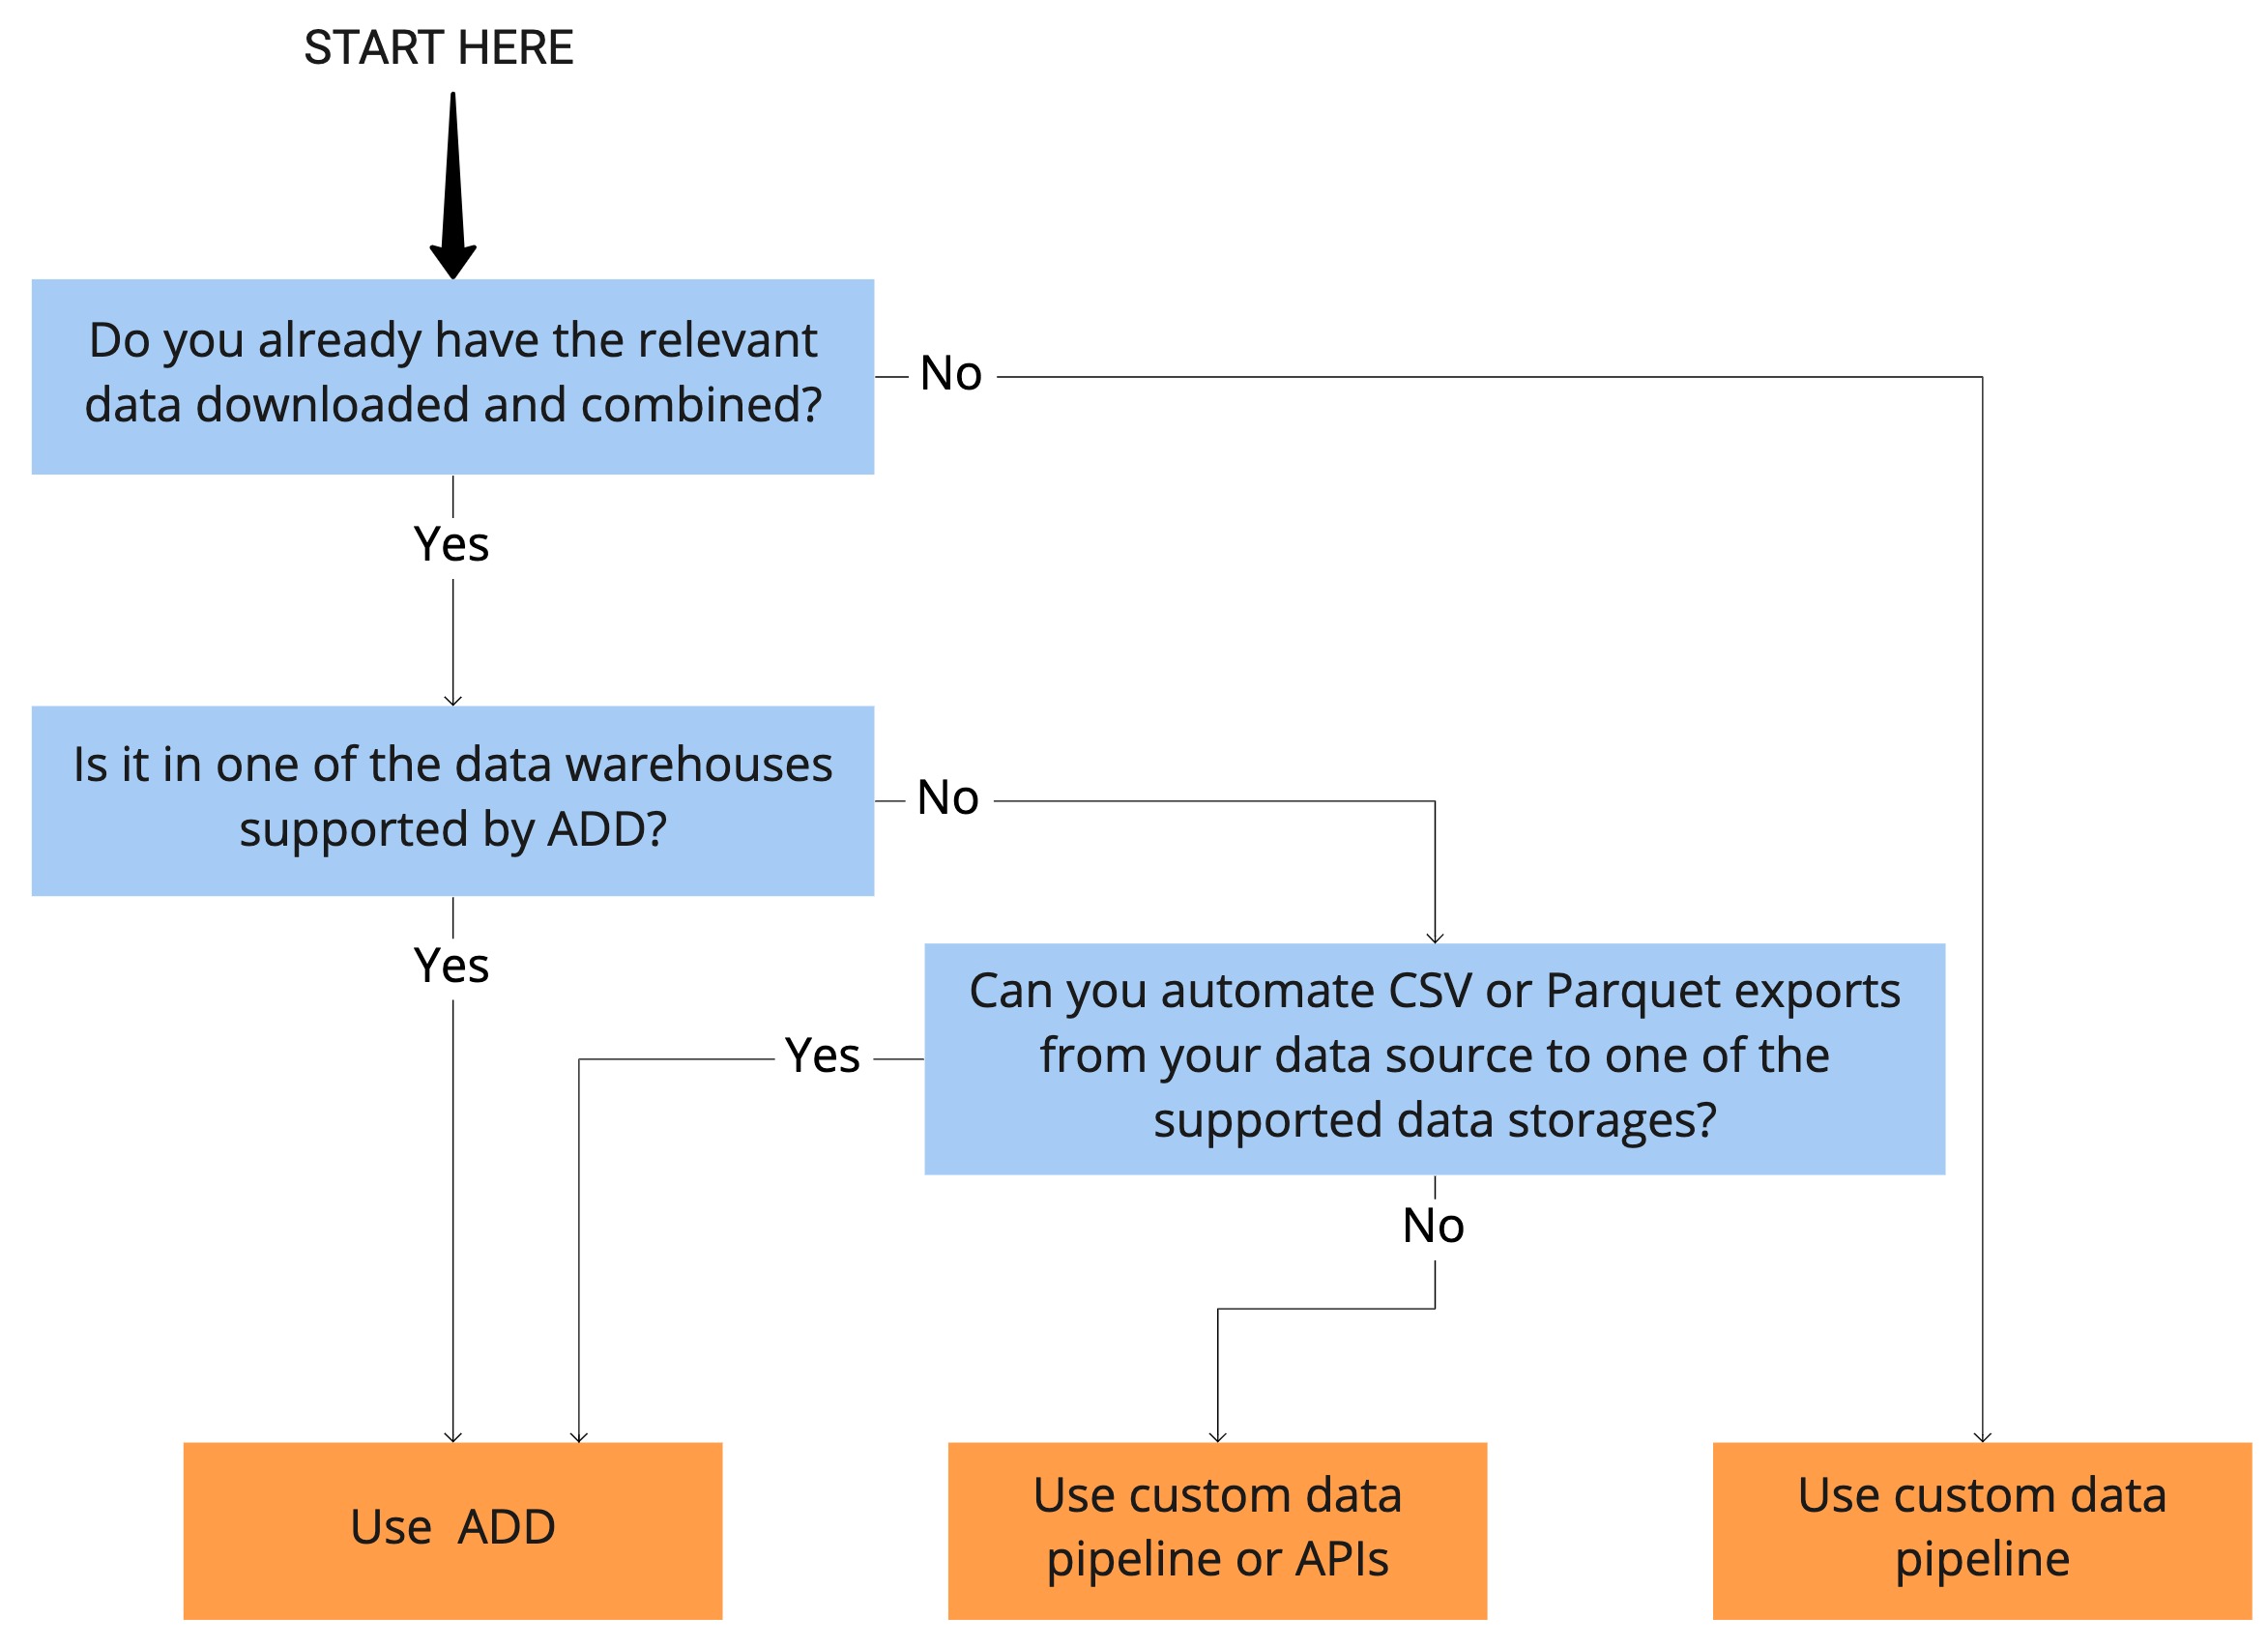 START HERE
Do you already have the relevant
data downloaded and combined?
No
Yes
Is it in one of the data warehouses
supported by ADD?
No
Yes
Can you automate CSV or Parquet exports
from your data source to one of the
supported data storages?
Yes
No
Use ADD
Use custom data
pipeline or APIs
Use custom data
pipeline